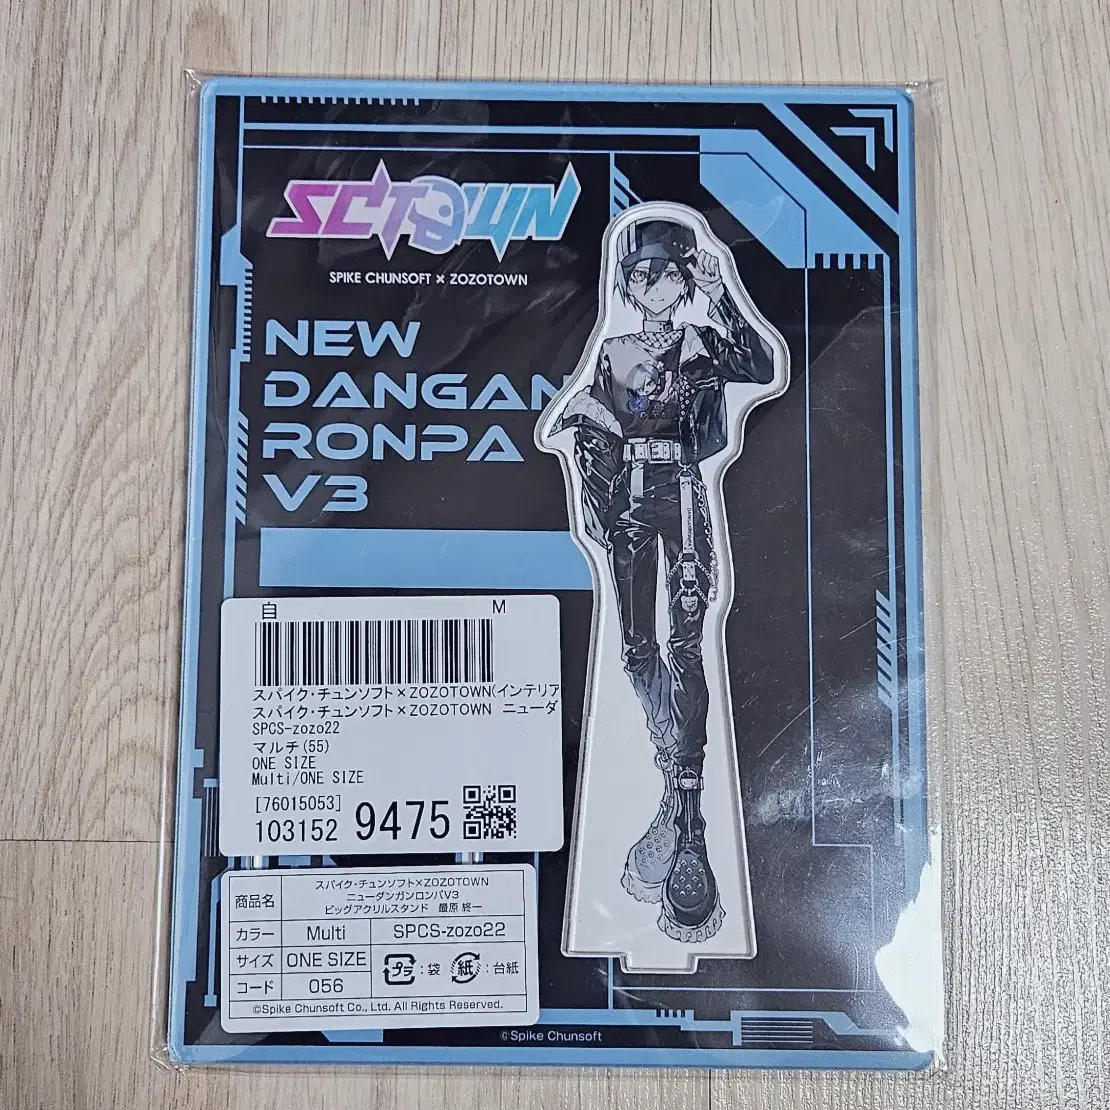 SCTOWN
SPIKE CHUNSOFT × ZOZOTOWN
NEW
DANGAN
RONPA
V3
自 M
スパイク・チュンソフト×ZOZOTOWN(インテリア
スパイク・チュンソフト×ZOZOTOWN ニューダ
SPCS-zozo22
マルチ(55)
ONE SIZE
Multi/ONE SIZE
[76015053]
103152 9475
商品名 スパイク・チュンソフト×ZOZOTOWN
ニューダンガンロンパV3
ビッグアクリルスタンド 最原 終一
カラー Multi SPCS-zozo22
サイズ ONE SIZE プラ:袋 紙:台紙
コード 056
©Spike Chunsoft Co., Ltd. All Rights Reserved.
©Spike Chunsoft